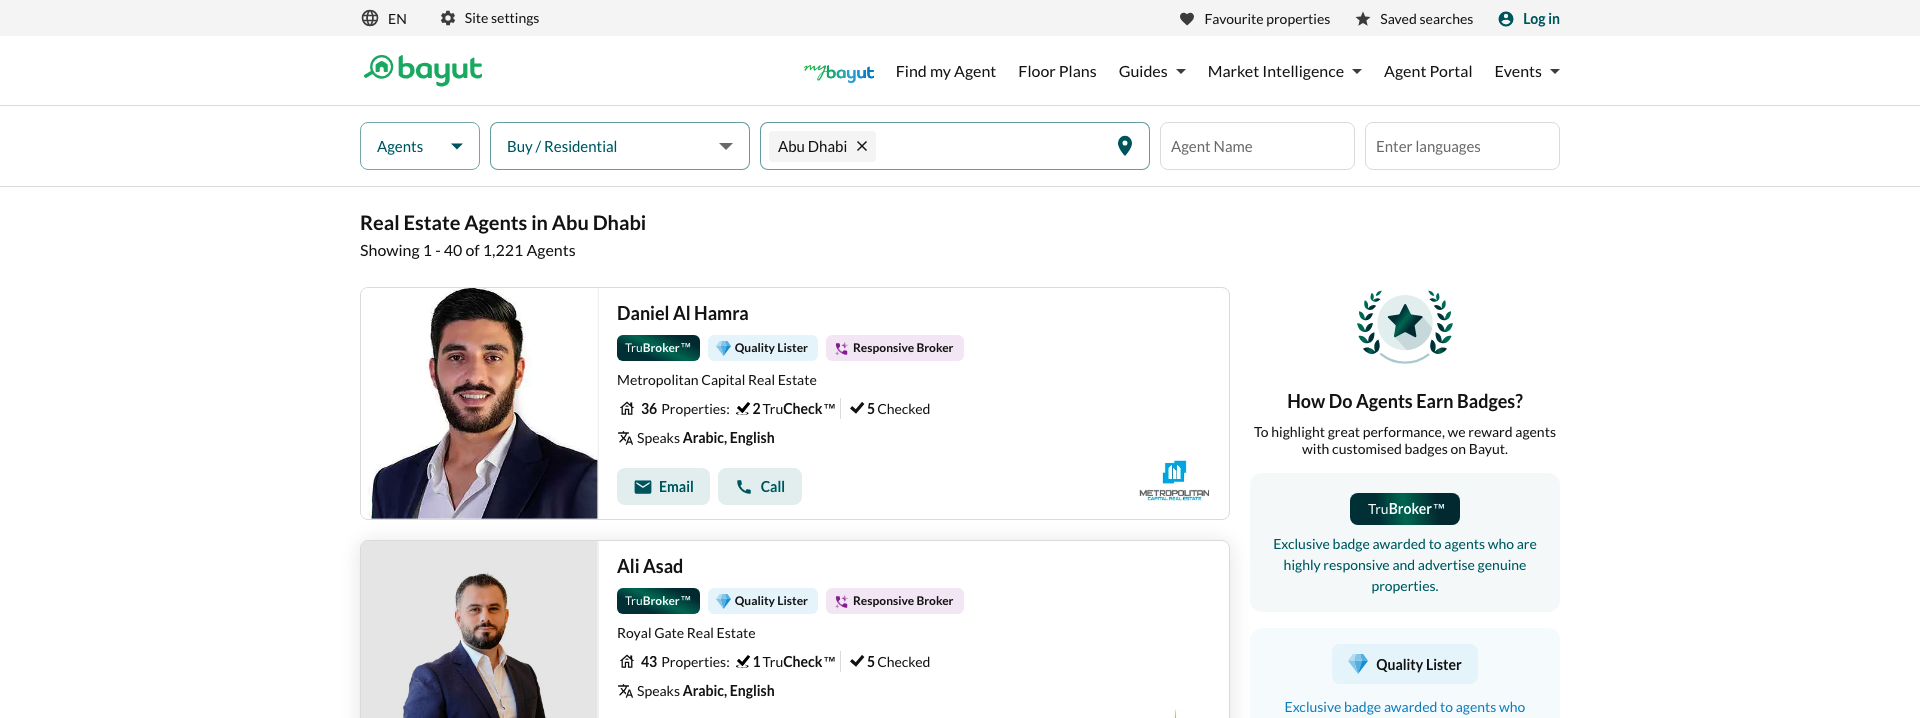 EN
Site settings
Favourite properties
Saved searches
Log in
bayut
mybayut
Find my Agent
Floor Plans
Guides
Market Intelligence
Agent Portal
Events
Agents
Buy / Residential
Abu Dhabi
Agent Name
Enter languages
Real Estate Agents in Abu Dhabi
Showing 1 - 40 of 1,221 Agents
Daniel Al Hamra
TruBroker™
Quality Lister
Responsive Broker
Metropolitan Capital Real Estate
36 Properties: 2 TruCheck™ 5 Checked
Speaks Arabic, English
Email
Call
METROPOLITAN
CAPITAL REAL ESTATE
Ali Asad
TruBroker™
Quality Lister
Responsive Broker
Royal Gate Real Estate
43 Properties: 1 TruCheck™ 5 Checked
Speaks Arabic, English
How Do Agents Earn Badges?
To highlight great performance, we reward agents
with customised badges on Bayut.
TruBroker™
Exclusive badge awarded to agents who are
highly responsive and advertise genuine
properties.
Quality Lister
Exclusive badge awarded to agents who